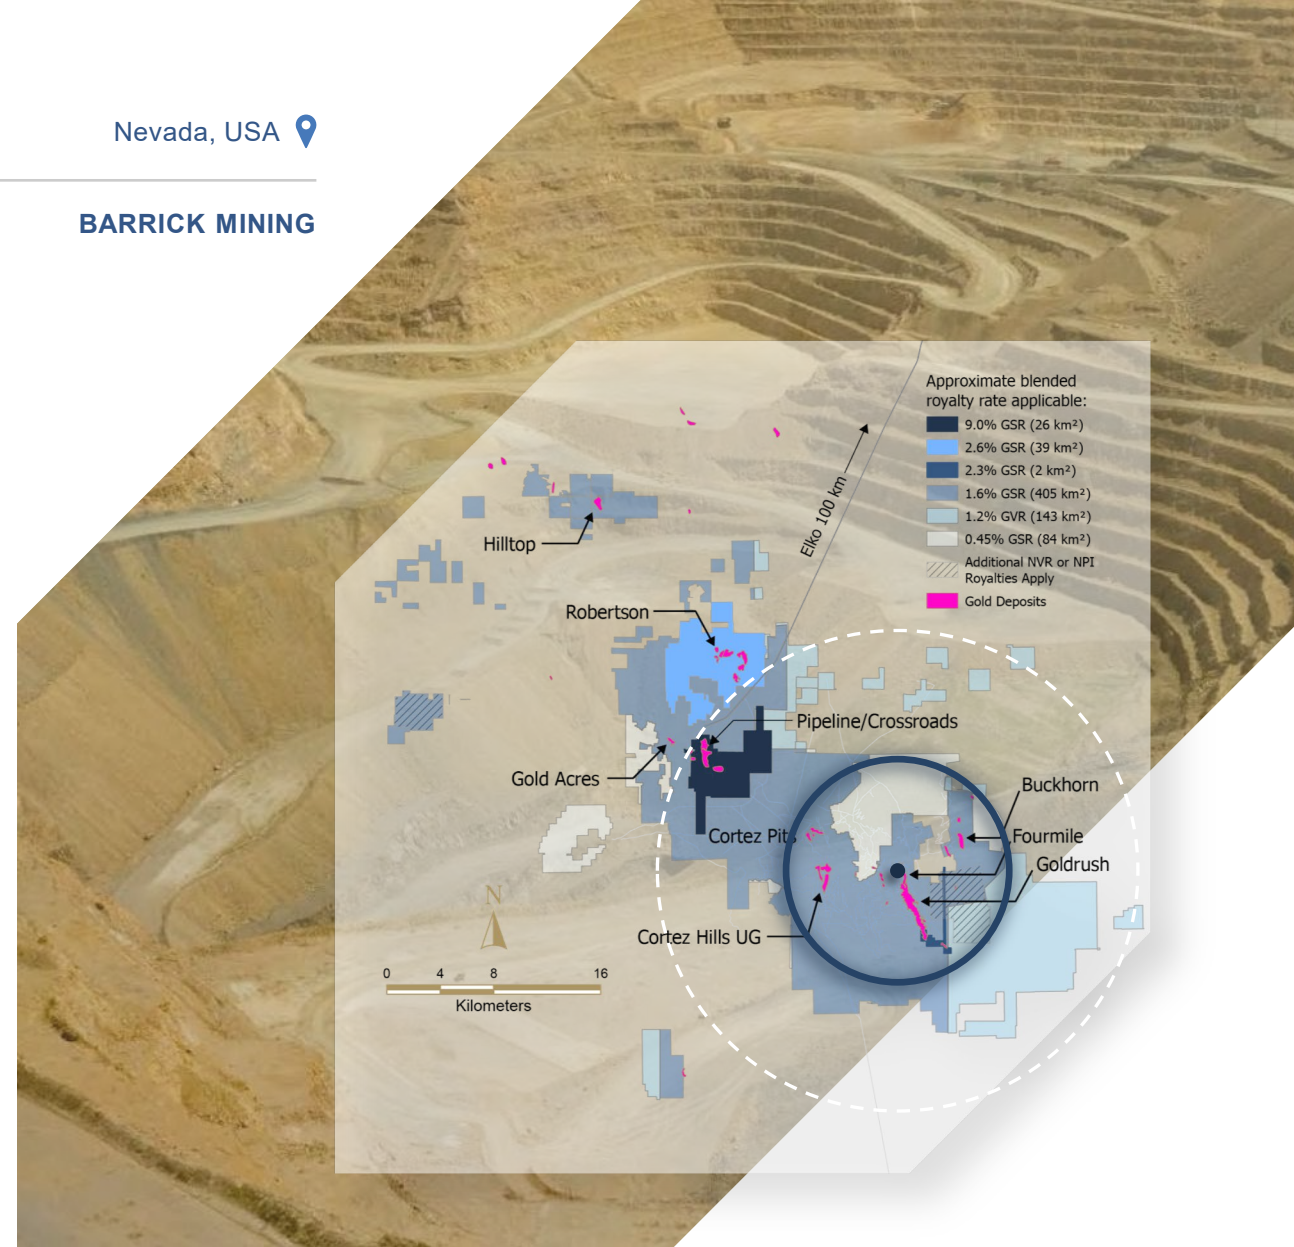 Nevada, USA
BARRICK MINING
Approximate blended
royalty rate applicable:
9.0% GSR (26 km²)
2.6% GSR (39 km²)
2.3% GSR (2 km²)
1.6% GSR (405 km²)
1.2% GVR (143 km²)
0.45% GSR (84 km²)
Additional NVR or NPI
Royalties Apply
Gold Deposits
Elko 100 km
Hilltop
Robertson
Pipeline/Crossroads
Gold Acres
Buckhorn
Cortez Pits
Fourmile
Goldrush
Cortez Hills UG
N
0 4 8 16
Kilometers